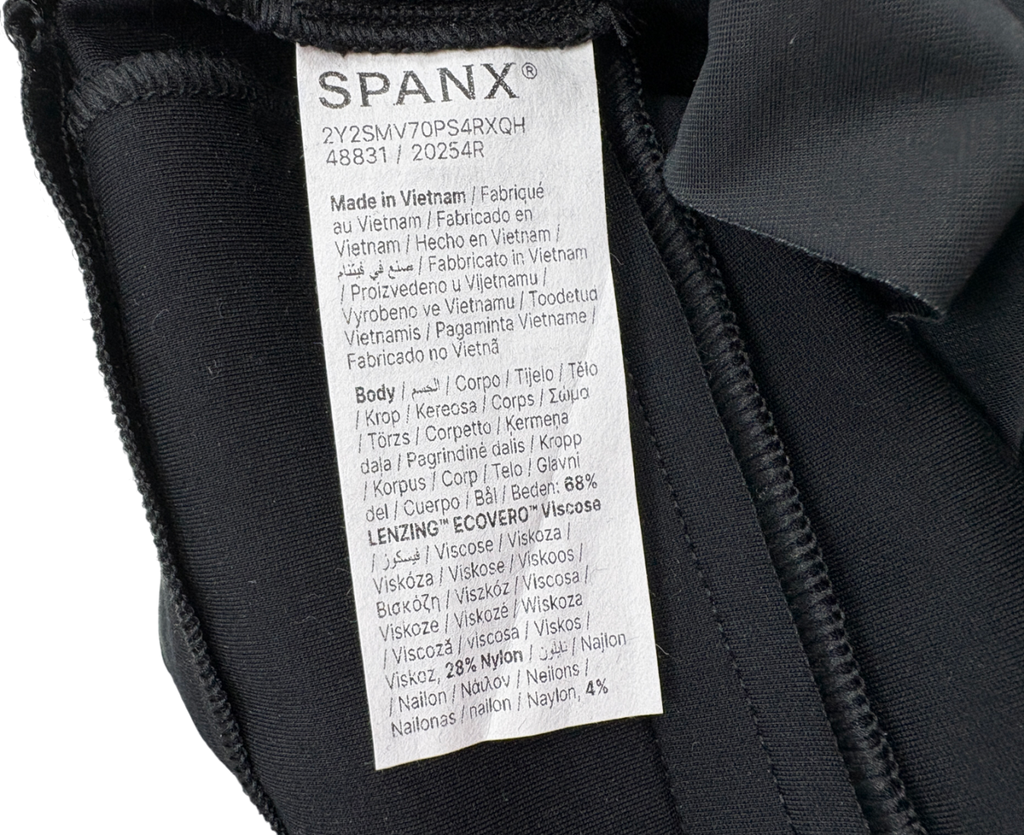 SPANX®
2Y2SMV70PS4RXQH
48831 / 20254R
Made in Vietnam / Fabriqué
au Vietnam / Fabricado en
Vietnam / Hecho en Vietnam /
صنع في فيتنام / Fabbricato in Vietnam
/ Proizvedeno u Vijetnamu /
Vyrobeno ve Vietnamu / Toodetud
Vietnamis / Pagaminta Vietname /
Fabricado no Vietnã
Body / الجسم / Corpo / Tijelo / Tělo
/ Krop / Kereosa / Corps / Σώμα
/ Törzs / Corpetto / Ķermeņa
daļa / Pagrindinė dalis / Kropp
/ Korpus / Corp / Telo / Glavni
del / Cuerpo / Bål / Beden: 68%
LENZING™ ECOVERO™ Viscose
/ فيسكوز / Viscose / Viskoza /
Viskóza / Viskose / Viskoos /
Βισκόζη / Viszkóz / Viscosa /
Viskoze / Viskozė / Wiskoza
/ Viscoză / viscosa / Viskos /
Viskoz, 28% Nylon / نايلون / Najlon
/ Nailon / Νάιλον / Neilons /
Nailonas / nailon / Naylon, 4%